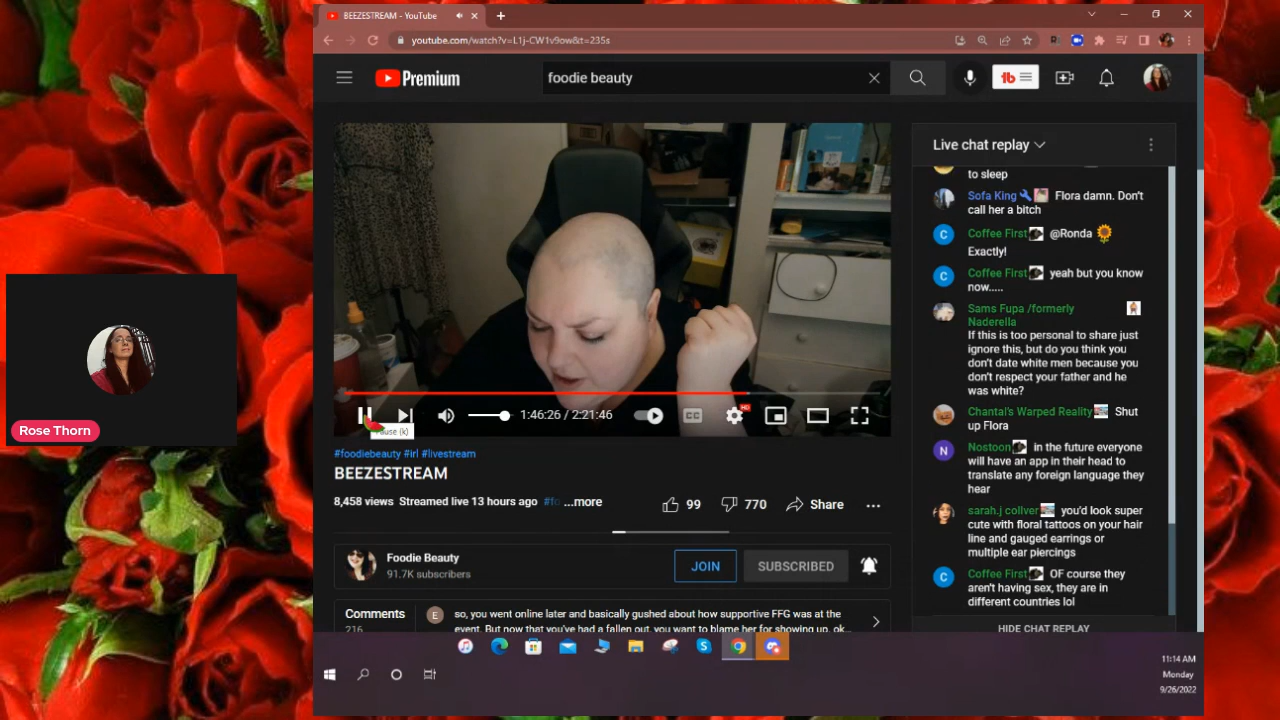 BEEZESTREAM - YouTube
youtube.com/watch?v=L1j-CW1v9ow&t=235s
Premium
foodie beauty
Live chat replay
to sleep
Sofa King Flora damn. Don't
call her a bitch
Coffee First @Ronda
Exactly!
Coffee First yeah but you know
now.....
Sams Fupa /formerly
Naderella
If this is too personal to share just
ignore this, but do you think you
don't date white men because you
don't respect your father and he
was white?
Chantal's Warped Reality Shut
up Flora
Nostoon in the future everyone
will have an app in their head to
translate any foreign language they
hear
sarah.j collver you'd look super
cute with floral tattoos on your hair
line and gauged earrings or
multiple ear piercings
Coffee First OF course they
aren't having sex, they are in
different countries lol
HIDE CHAT REPLAY
1:46:26 / 2:21:46
CC
HD
Pause (k)
#foodiebeauty #irl #livestream
BEEZESTREAM
8,458 views Streamed live 13 hours ago #fo ...more
99 770 Share
Foodie Beauty
91.7K subscribers
JOIN
SUBSCRIBED
Comments
216
E
so, you went online later and basically gushed about how supportive FFG was at the
event. But now that you've had a fallen out, you want to blame her for showing up, ok...
Rose Thorn
11:14 AM
Monday
9/26/2022